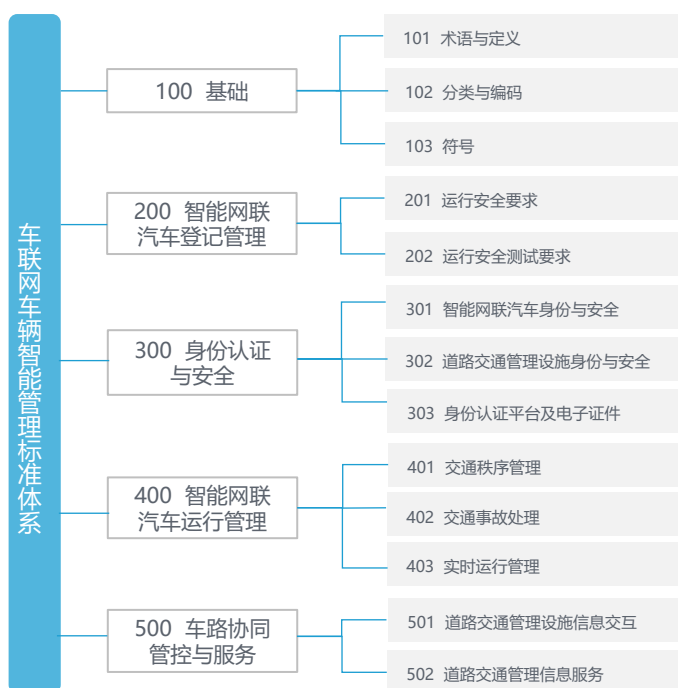 车联网车辆智能管理标准体系
100 基础
101 术语与定义
102 分类与编码
103 符号
200 智能网联
汽车登记管理
201 运行安全要求
202 运行安全测试要求
300 身份认证
与安全
301 智能网联汽车身份与安全
302 道路交通管理设施身份与安全
303 身份认证平台及电子证件
400 智能网联
汽车运行管理
401 交通秩序管理
402 交通事故处理
403 实时运行管理
500 车路协同
管控与服务
501 道路交通管理设施信息交互
502 道路交通管理信息服务